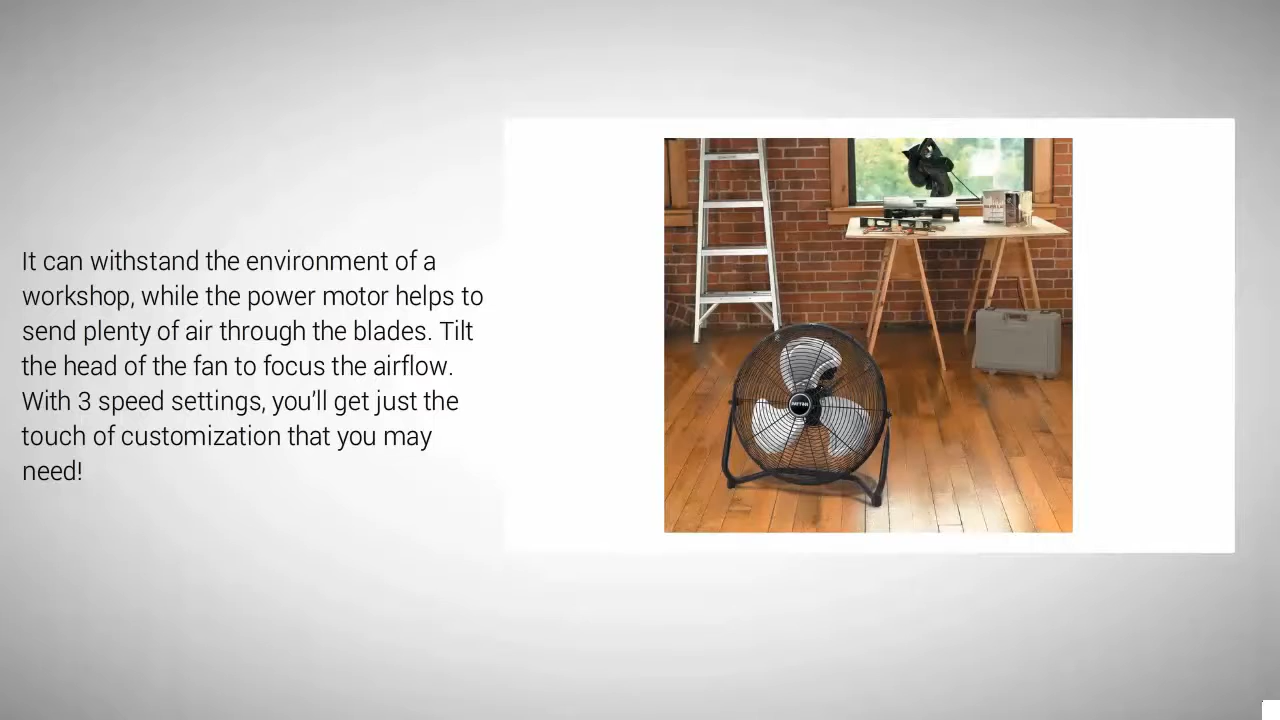 It can withstand the environment of a
workshop, while the power motor helps to
send plenty of air through the blades. Tilt
the head of the fan to focus the airflow.
With 3 speed settings, you'll get just the
touch of customization that you may
need!